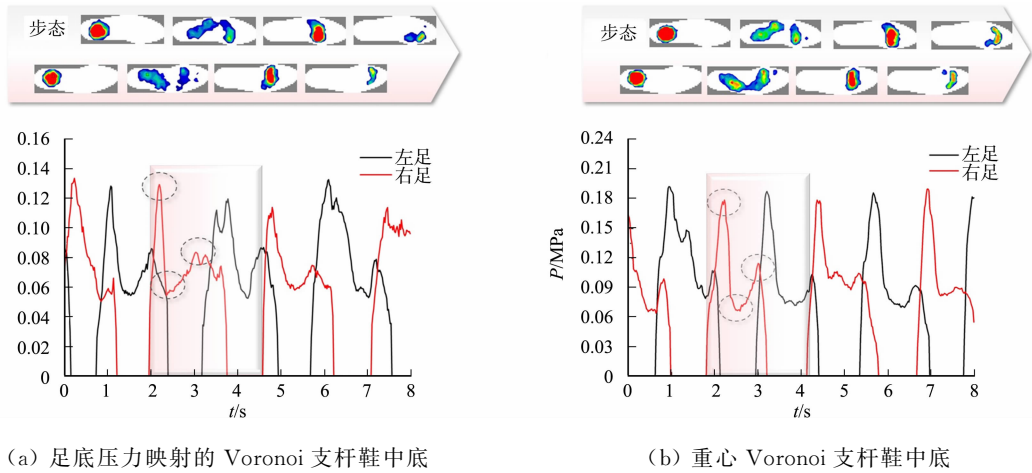 步态
步态
0.16
0.14
0.12
0.10
0.08
0.06
0.04
0.02
0
0 1 2 3 4 5 6 7 8
t/s
左足
右足
(a) 足底压力映射的 Voronoi 支杆鞋中底
P/MPa
0.24
0.21
0.18
0.15
0.12
0.09
0.06
0.03
0
0 1 2 3 4 5 6 7 8
t/s
左足
右足
(b) 重心 Voronoi 支杆鞋中底